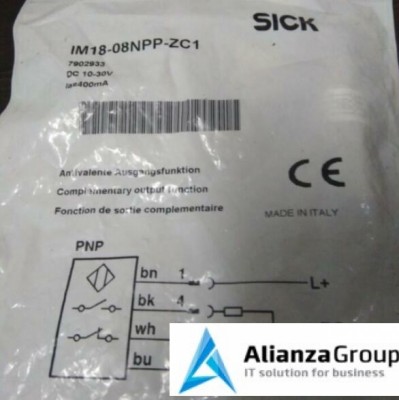 SICK
IM18-08NPP-ZC1
7902933
DC 10-30V
Ia=400mA
Antivalente Ausgangsfunktion
Complementary output function
Fonction de sortie complementaire
CE
MADE IN ITALY
PNP
bn 1 L+
bk 4
wh
bu
AlianzaGroup
IT solution for business